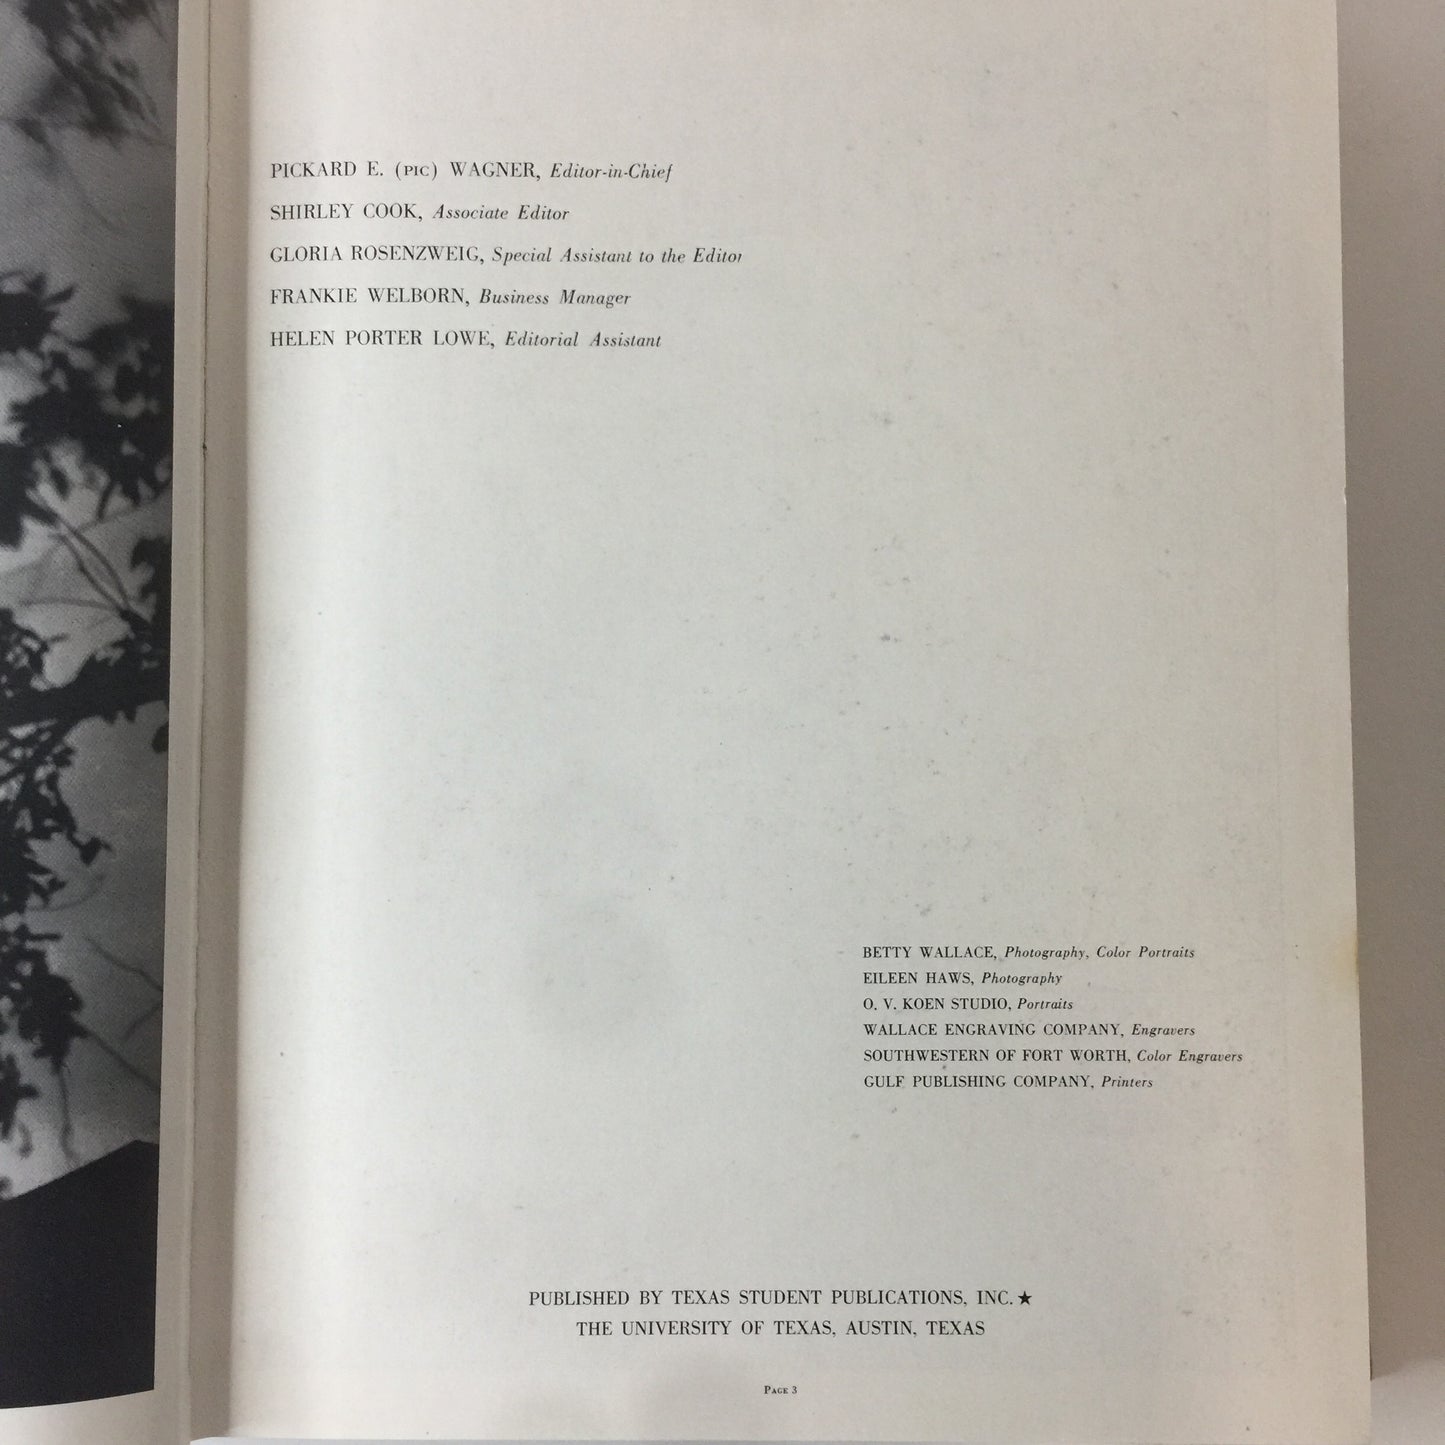 PICKARD E. (PIC) WAGNER, Editor-in-Chief
SHIRLEY COOK, Associate Editor
GLORIA ROSENZWEIG, Special Assistant to the Editor
FRANKIE WELBORN, Business Manager
HELEN PORTER LOWE, Editorial Assistant
BETTY WALLACE, Photography, Color Portraits
EILEEN HAWS, Photography
O. V. KOEN STUDIO, Portraits
WALLACE ENGRAVING COMPANY, Engravers
SOUTHWESTERN OF FORT WORTH, Color Engravers
GULF PUBLISHING COMPANY, Printers
PUBLISHED BY TEXAS STUDENT PUBLICATIONS, INC.★
THE UNIVERSITY OF TEXAS, AUSTIN, TEXAS
PAGE 3